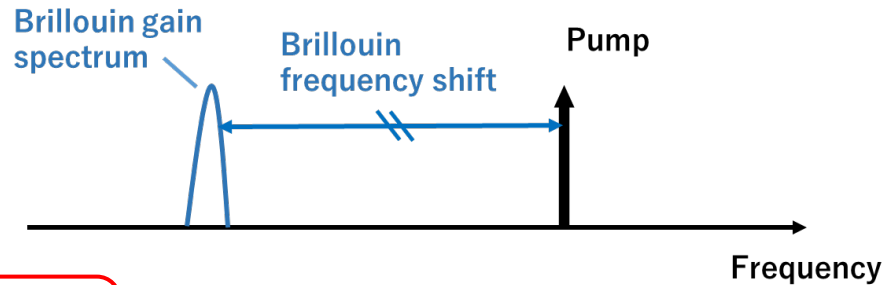 Brillouin gain
spectrum
Brillouin
frequency shift
Pump
Frequency